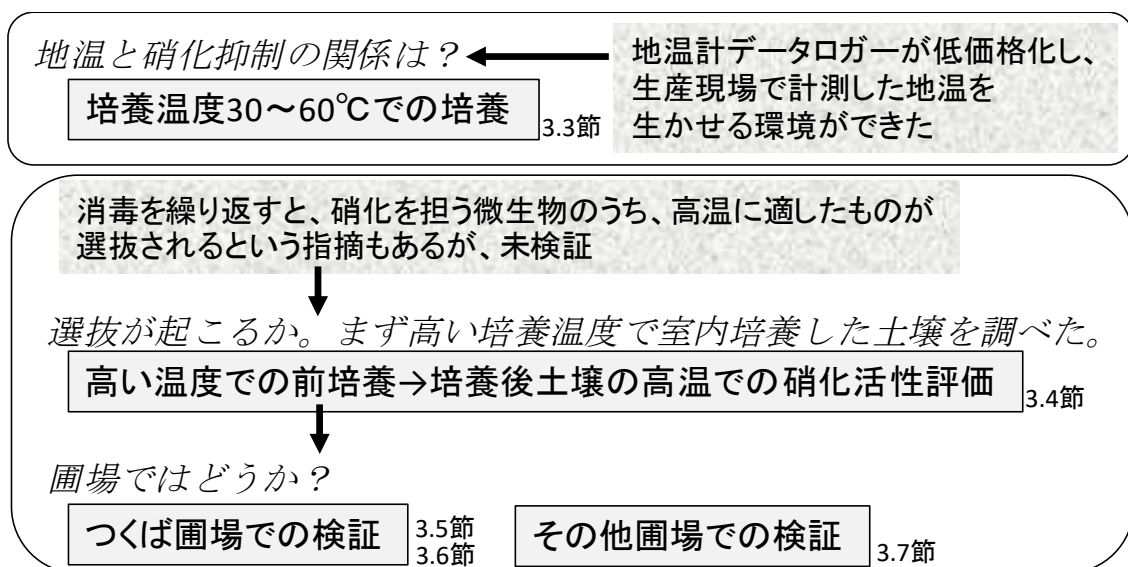 地温と硝化抑制の関係は？
地温計データロガーが低価格化し、
生産現場で計測した地温を
生かせる環境ができた
培養温度30～60℃での培養
3.3節
消毒を繰り返すと、硝化を担う微生物のうち、高温に適したものが
選抜されるという指摘もあるが、未検証
選抜が起こるか。まず高い培養温度で室内培養した土壌を調べた。
高い温度での前培養→培養後土壌の高温での硝化活性評価
3.4節
圃場ではどうか？
つくば圃場での検証
3.5節
3.6節
その他圃場での検証
3.7節